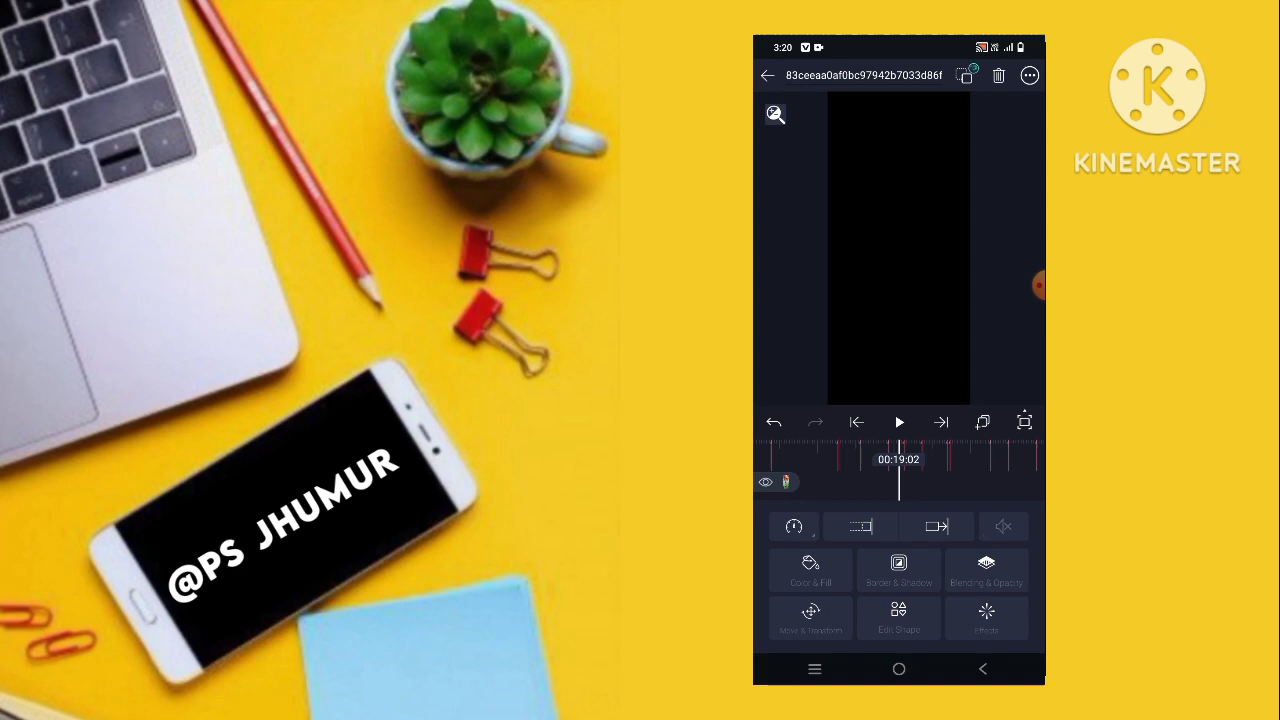 @PS JHUMUR
3:20
83ceeaa0af0bc97942b7033d86f
KINEMASTER
00:19:02
Color & Fill
Border & Shadow
Blending & Opacity
Move & Transform
Edit Shape
Effects
option